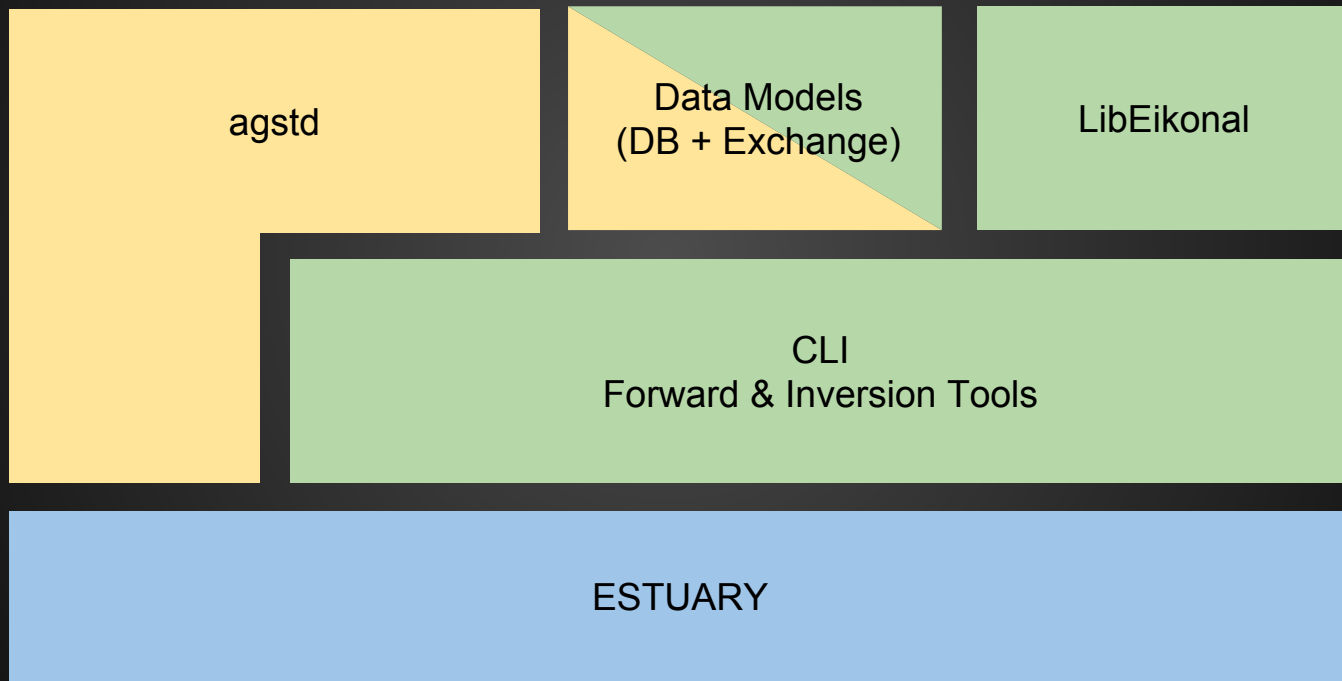 agstd
Data Models
(DB + Exchange)
LibEikonal
CLI
Forward & Inversion Tools
ESTUARY